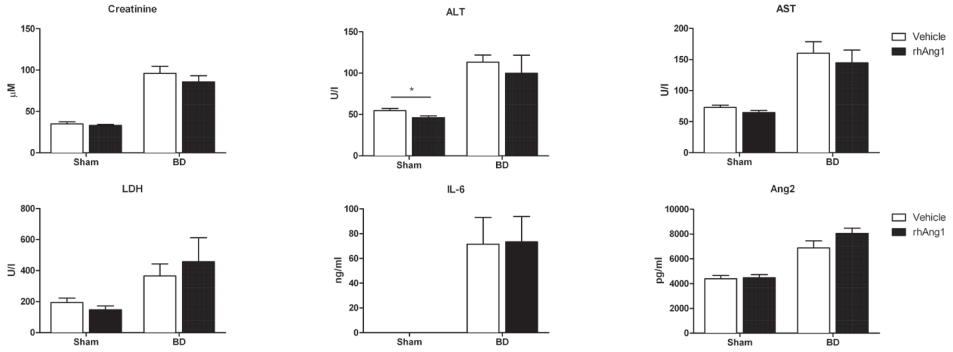 Creatinine
150
100
50
0
μM
Sham
BD
ALT
150
100
50
0
U/l
*
Sham
BD
AST
200
150
100
50
0
U/l
Sham
BD
Vehicle
rhAng1
LDH
800
600
400
200
0
U/l
Sham
BD
IL-6
100
80
60
40
20
0
ng/ml
Sham
BD
Ang2
10000
8000
6000
4000
2000
0
pg/ml
Sham
BD
Vehicle
rhAng1